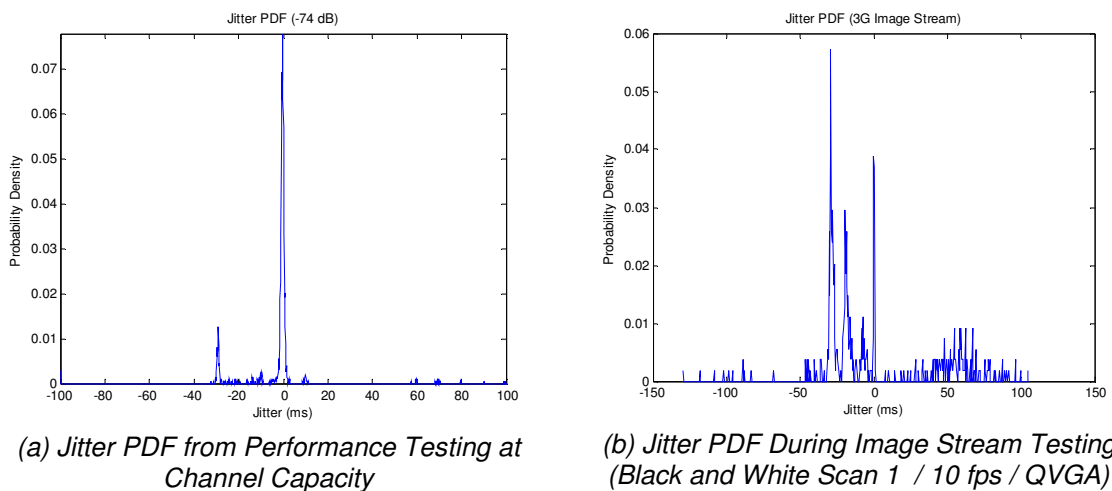 Jitter PDF (-74 dB)
0.07
0.06
0.05
0.04
0.03
0.02
0.01
0
Probability Density
-100 -80 -60 -40 -20 0 20 40 60 80 100
Jitter (ms)
(a) Jitter PDF from Performance Testing at
Channel Capacity
Jitter PDF (3G Image Stream)
0.06
0.05
0.04
0.03
0.02
0.01
0
Probability Density
-150 -100 -50 0 50 100 150
Jitter (ms)
(b) Jitter PDF During Image Stream Testing
(Black and White Scan 1 / 10 fps / QVGA)